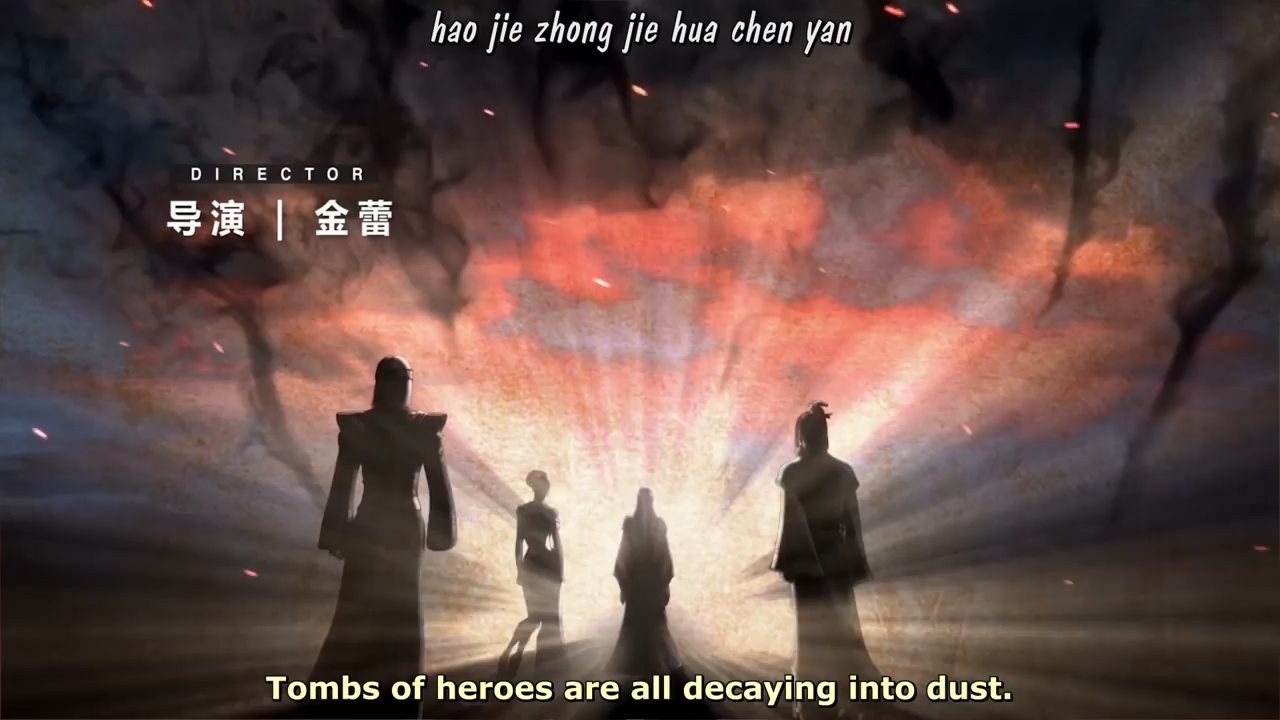 hao jie zhong jie hua chen yan
DIRECTOR
导演 | 金蕾
Tombs of heroes are all decaying into dust.